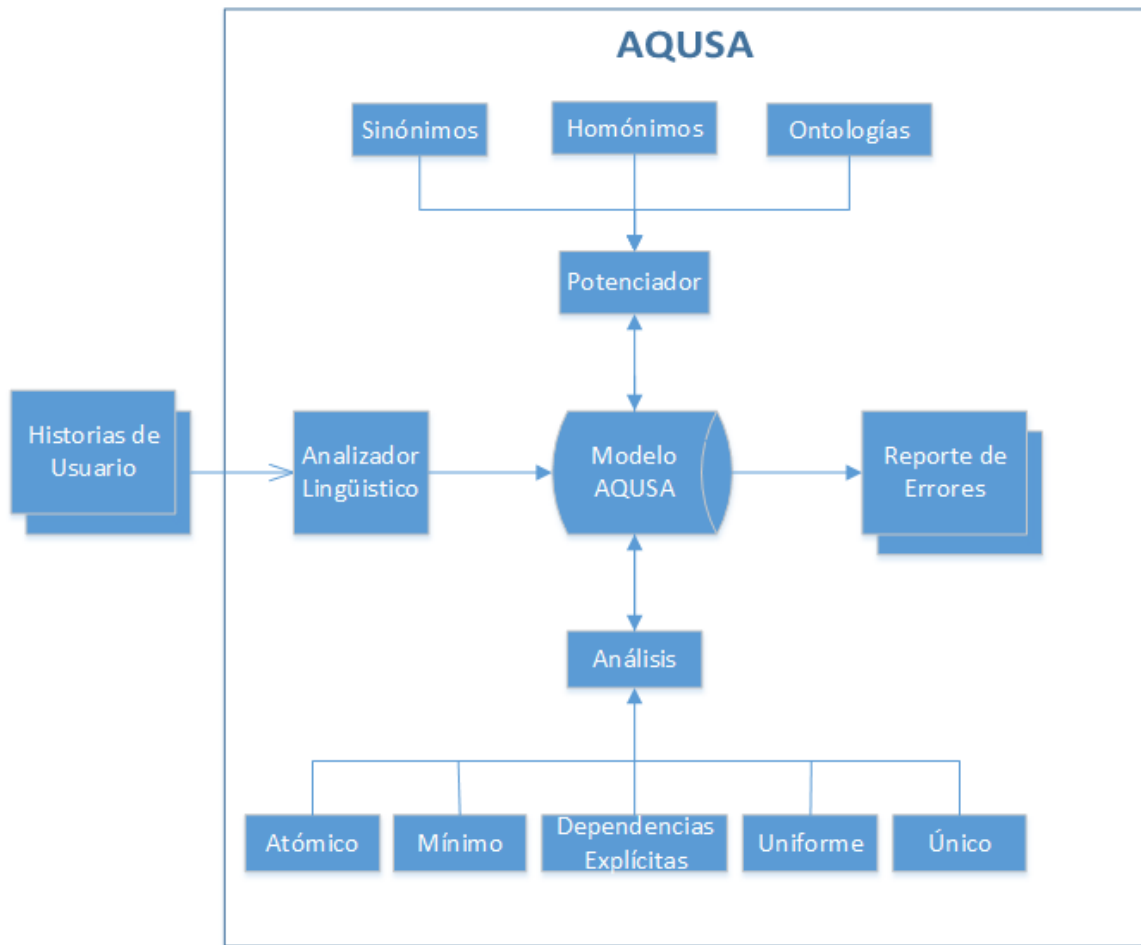 AQUSA
Sinónimos
Homónimos
Ontologías
Potenciador
Historias de
Usuario
Analizador
Lingüistico
Modelo
AQUSA
Reporte de
Errores
Análisis
Atómico
Mínimo
Dependencias
Explícitas
Uniforme
Único